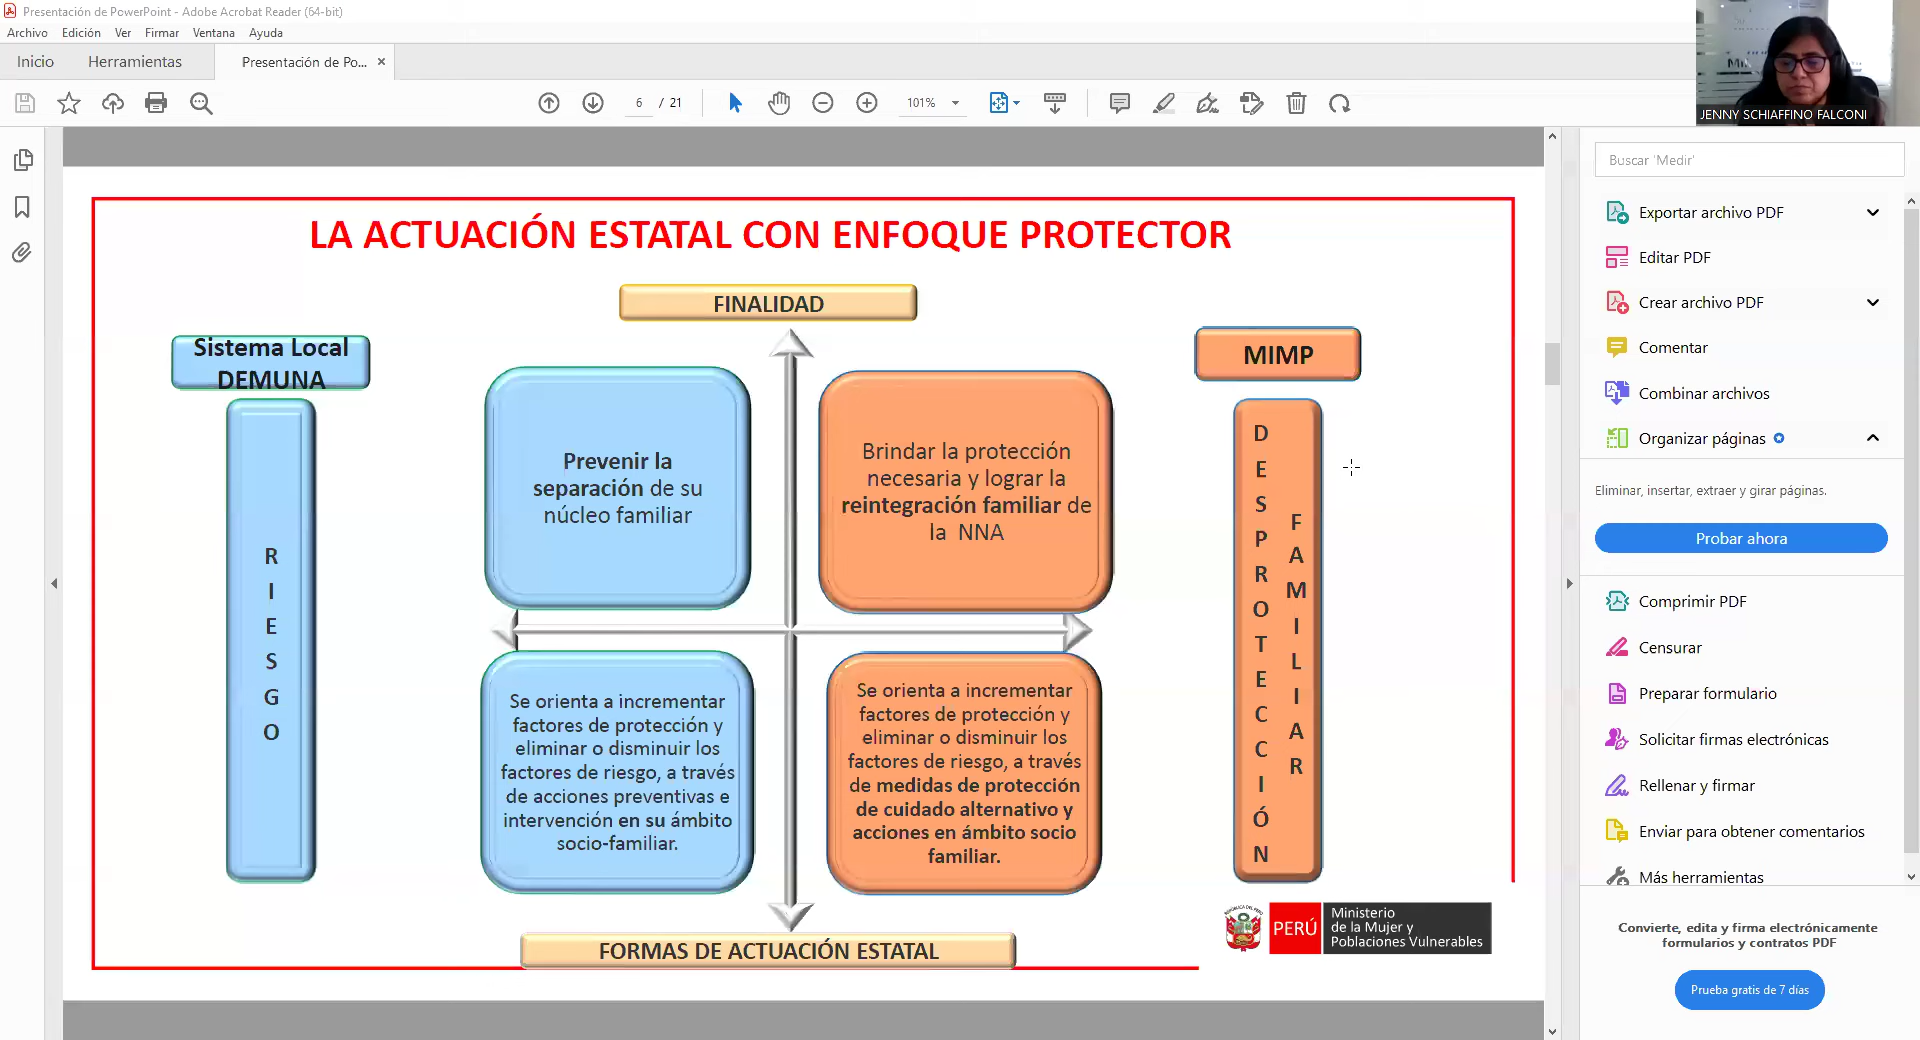 Presentación de PowerPoint - Adobe Acrobat Reader (64-bit)
Archivo Edición Ver Firmar Ventana Ayuda
Inicio Herramientas Presentación de Po... ×
6 / 21 101%
JENNY SCHIAFFINO FALCONI
LA ACTUACIÓN ESTATAL CON ENFOQUE PROTECTOR
FINALIDAD
Sistema Local
DEMUNA
RIESGO
Prevenir la
separación de su
núcleo familiar
Brindar la protección
necesaria y lograr la
reintegración familiar de
la NNA
MIMP
DESPROTECCIÓN
FAMILIAR
Se orienta a incrementar
factores de protección y
eliminar o disminuir los
factores de riesgo, a través
de acciones preventivas e
intervención en su ámbito
socio-familiar.
Se orienta a incrementar
factores de protección y
eliminar o disminuir los
factores de riesgo, a través
de medidas de protección
de cuidado alternativo y
acciones en ámbito socio
familiar.
FORMAS DE ACTUACIÓN ESTATAL
PERÚ
Ministerio
de la Mujer y
Poblaciones Vulnerables
Buscar 'Medir'
Exportar archivo PDF
Editar PDF
Crear archivo PDF
Comentar
Combinar archivos
Organizar páginas
Eliminar, insertar, extraer y girar páginas.
Probar ahora
Comprimir PDF
Censurar
Preparar formulario
Solicitar firmas electrónicas
Rellenar y firmar
Enviar para obtener comentarios
Más herramientas
Convierte, edita y firma electrónicamente
formularios y contratos PDF
Prueba gratis de 7 días